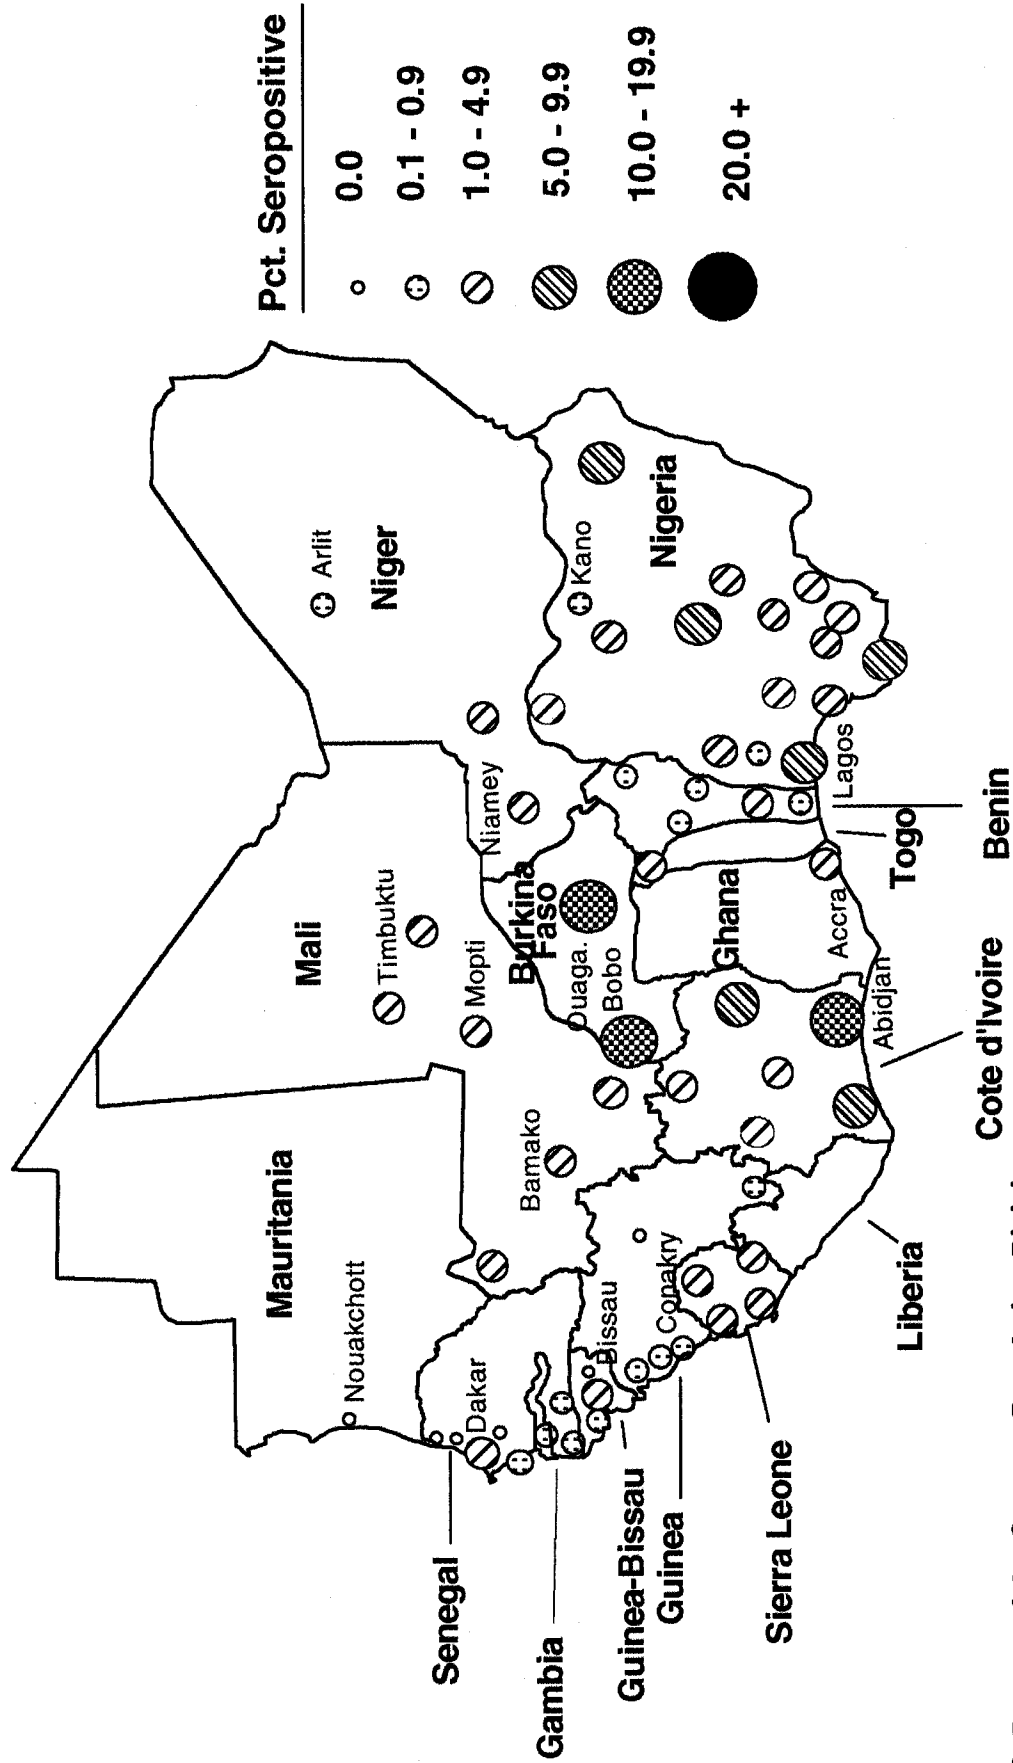 Pct. Seropositive
0.0
0.1 - 0.9
1.0 - 4.9
5.0 - 9.9
10.0 - 19.9
20.0 +
Mauritania
Nouakchott
Mali
Timbuktu
Mopti
Bamako
Niger
Arlit
Niamey
Burkina
Faso
Ouaga.
Bobo
Nigeria
Kano
Lagos
Ghana
Accra
Abidjan
Togo
Benin
Cote d'Ivoire
Liberia
Senegal
Dakar
Gambia
Guinea-Bissau
Bissau
Guinea
Copakry
Sierra Leone